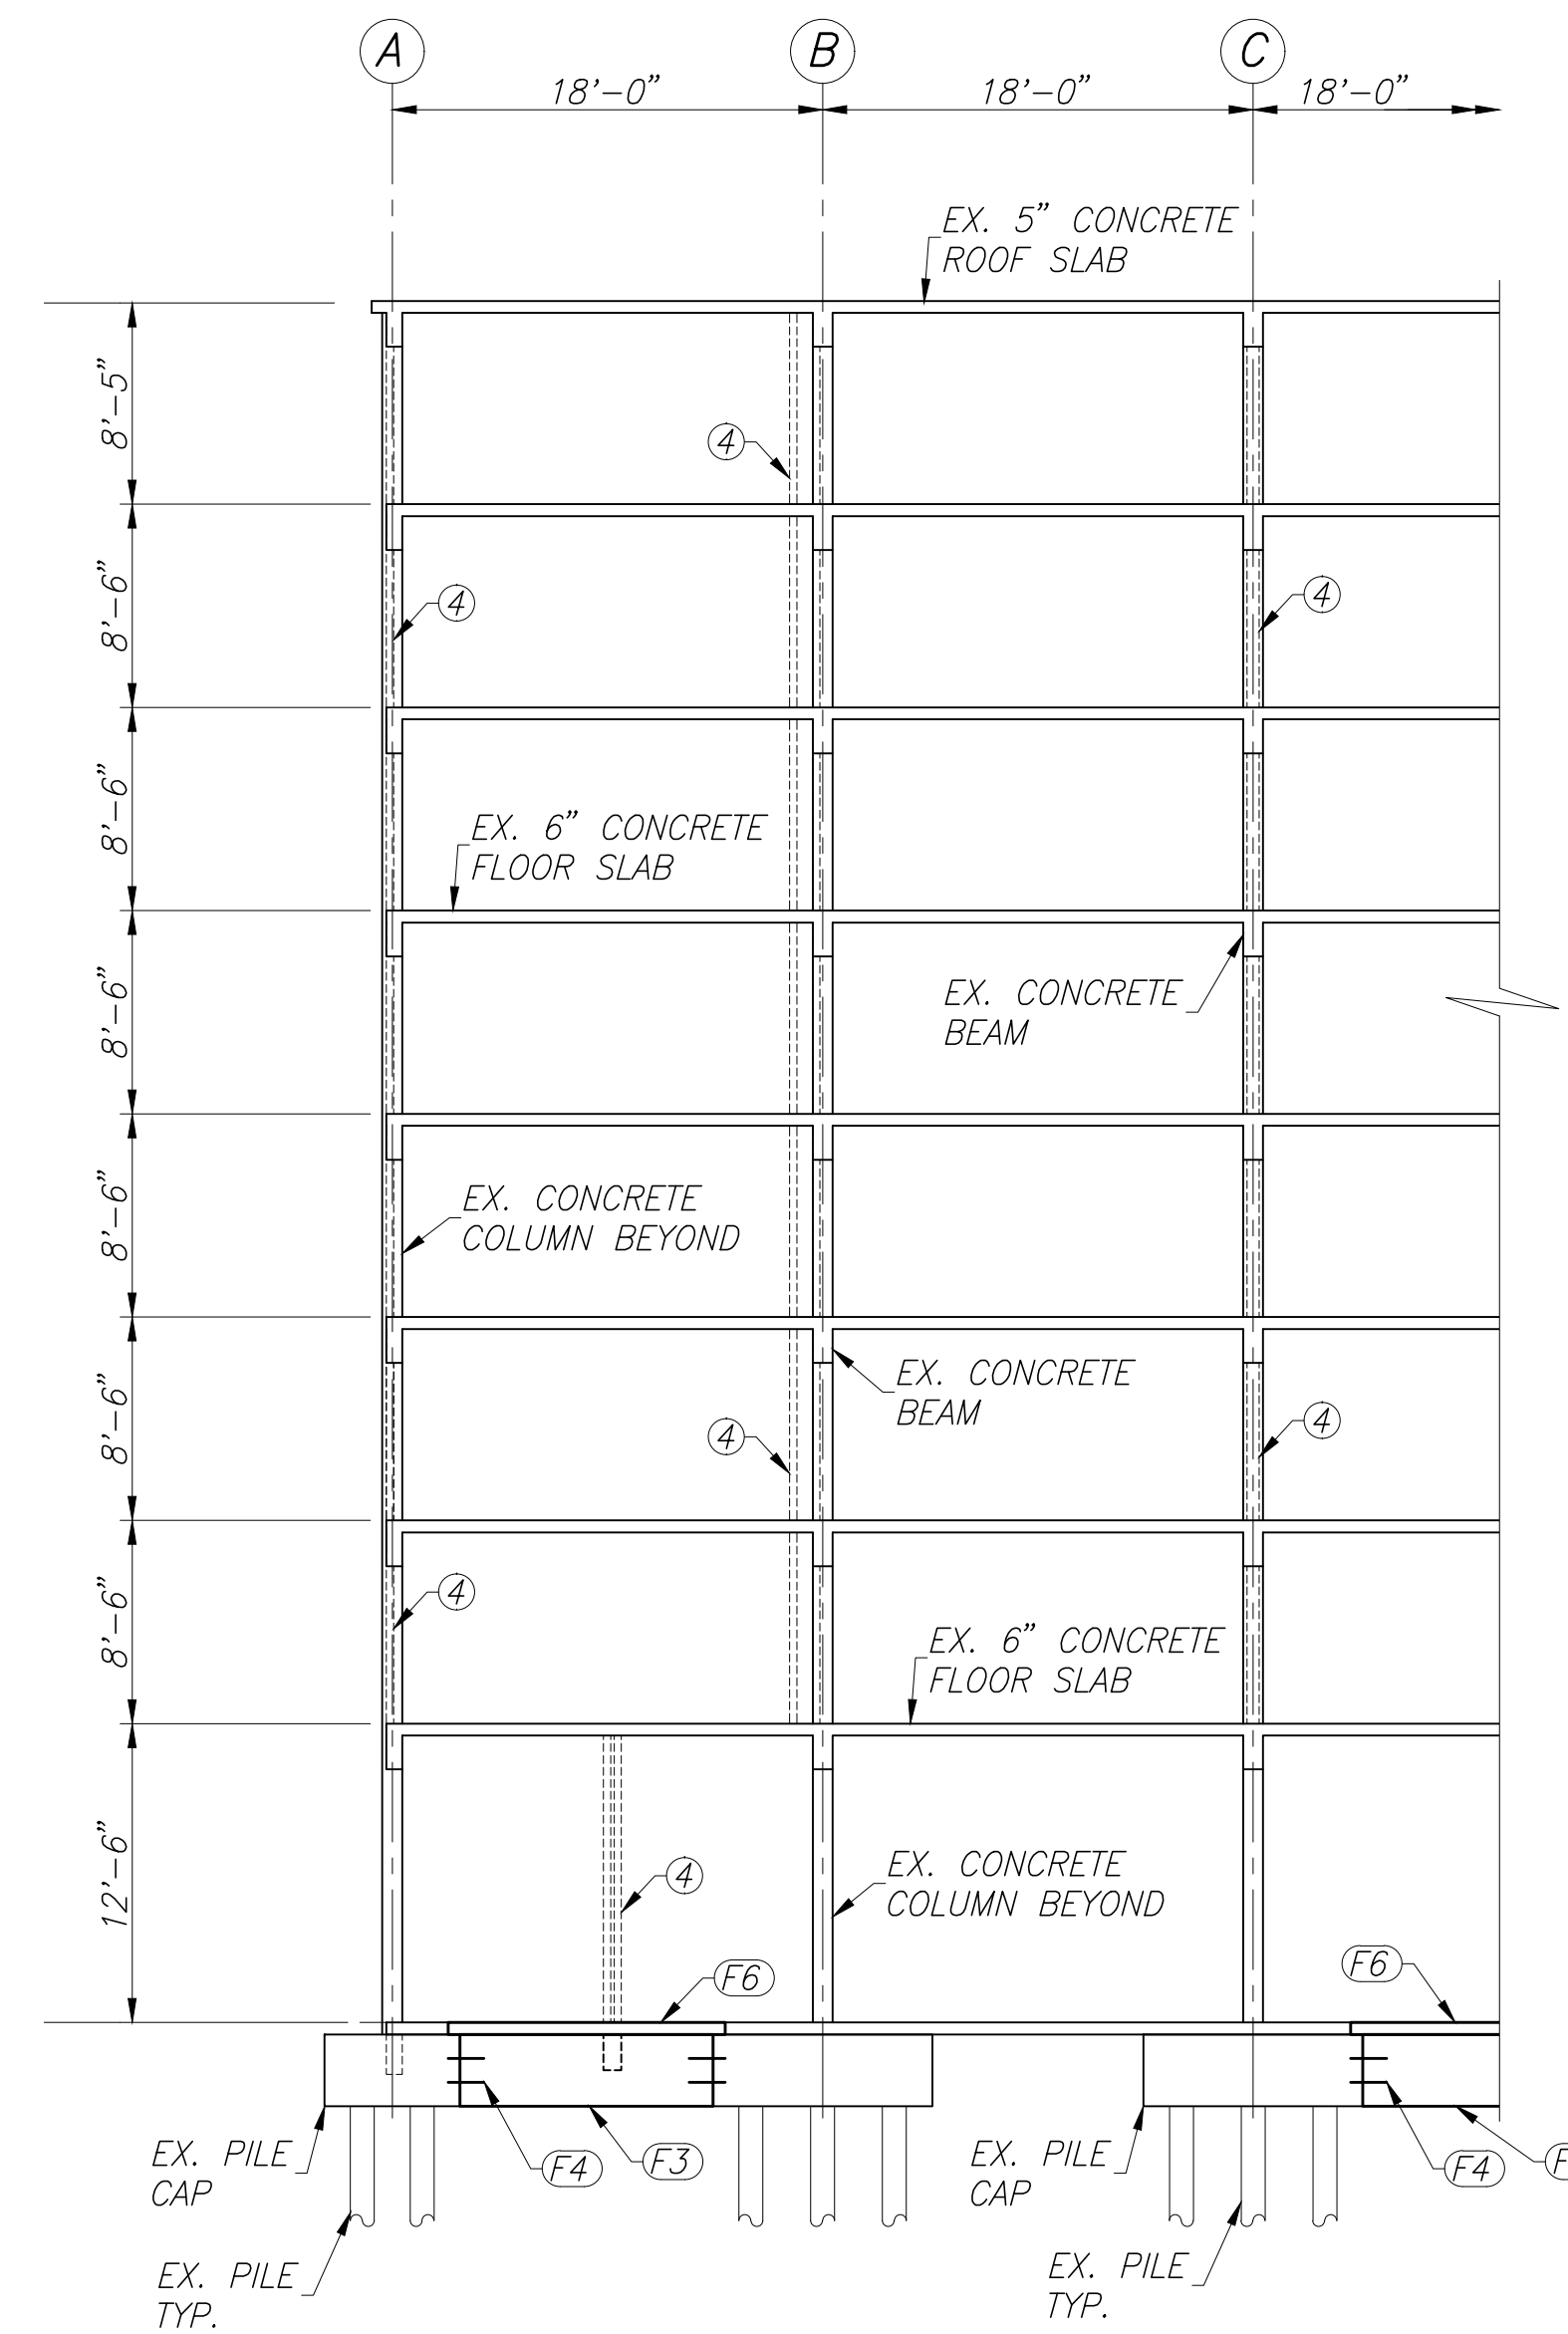 A
B
C
18'-0"
18'-0"
18'-0"
EX. 5" CONCRETE
ROOF SLAB
8'-5"
4
8'-6"
4
4
8'-6"
EX. 6" CONCRETE
FLOOR SLAB
8'-6"
EX. CONCRETE
BEAM
8'-6"
EX. CONCRETE
COLUMN BEYOND
8'-6"
EX. CONCRETE
BEAM
4
4
8'-6"
4
EX. 6" CONCRETE
FLOOR SLAB
12'-6"
4
EX. CONCRETE
COLUMN BEYOND
F6
F6
EX. PILE
CAP
F4
F3
EX. PILE
CAP
F4
F
EX. PILE
TYP.
EX. PILE
TYP.